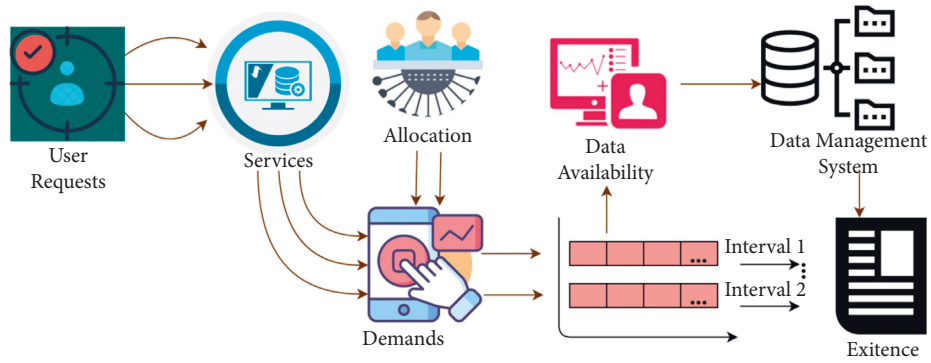 User
Requests
Services
Allocation
Demands
Data
Availability
Interval 1
...
Interval 2
...
Data Management
System
Exitence